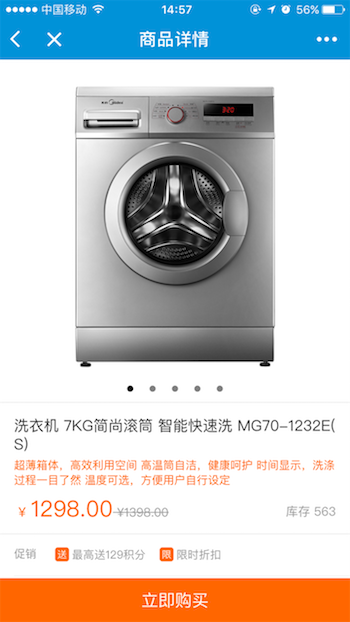 中国移动 14:57 56%
商品详情
Midea
洗衣机 7KG简尚滚筒 智能快速洗 MG70-1232E(
S)
超薄箱体，高效利用空间 高温筒自洁，健康呵护 时间显示，洗涤
过程一目了然 温度可选，方便用户自行设定
￥1298.00 ¥1398.00 库存 563
促销 送 最高送129积分 限 限时折扣
立即购买